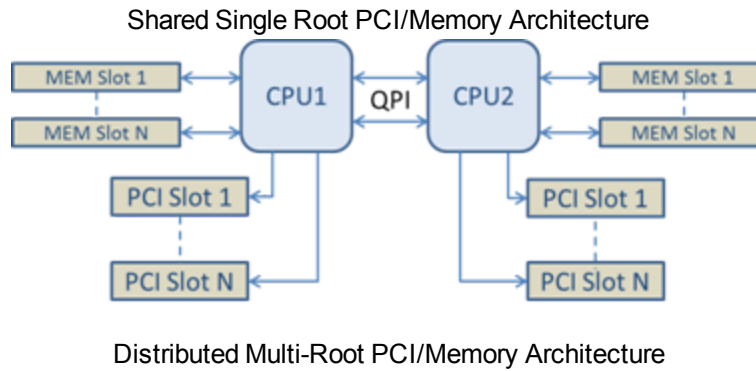 Shared Single Root PCI/Memory Architecture
MEM Slot 1
MEM Slot N
CPU1
QPI
CPU2
MEM Slot 1
MEM Slot N
PCI Slot 1
PCI Slot N
PCI Slot 1
PCI Slot N
Distributed Multi-Root PCI/Memory Architecture